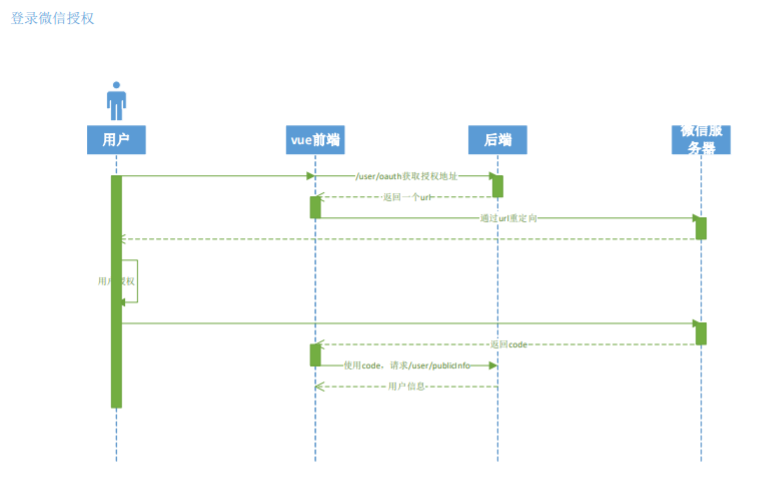 登录微信授权
用户
vue前端
后端
微信服
务器
/user/oauth获取授权地址
返回一个url
通过url重定向
用户授权
返回code
使用code，请求/user/publicInfo
用户信息